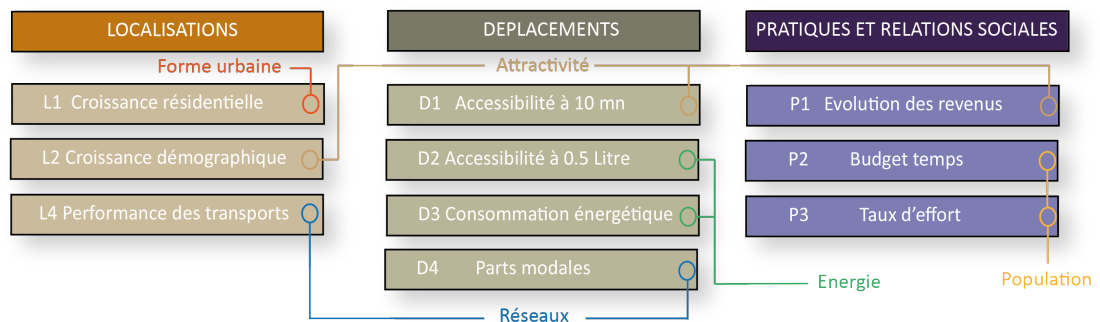 LOCALISATIONS
DEPLACEMENTS
PRATIQUES ET RELATIONS SOCIALES
Forme urbaine
Attractivité
L1 Croissance résidentielle
D1 Accessibilité à 10 mn
P1 Evolution des revenus
L2 Croissance démographique
D2 Accessibilité à 0.5 Litre
P2 Budget temps
L4 Performance des transports
D3 Consommation énergétique
P3 Taux d'effort
D4 Parts modales
Energie
Population
Réseaux